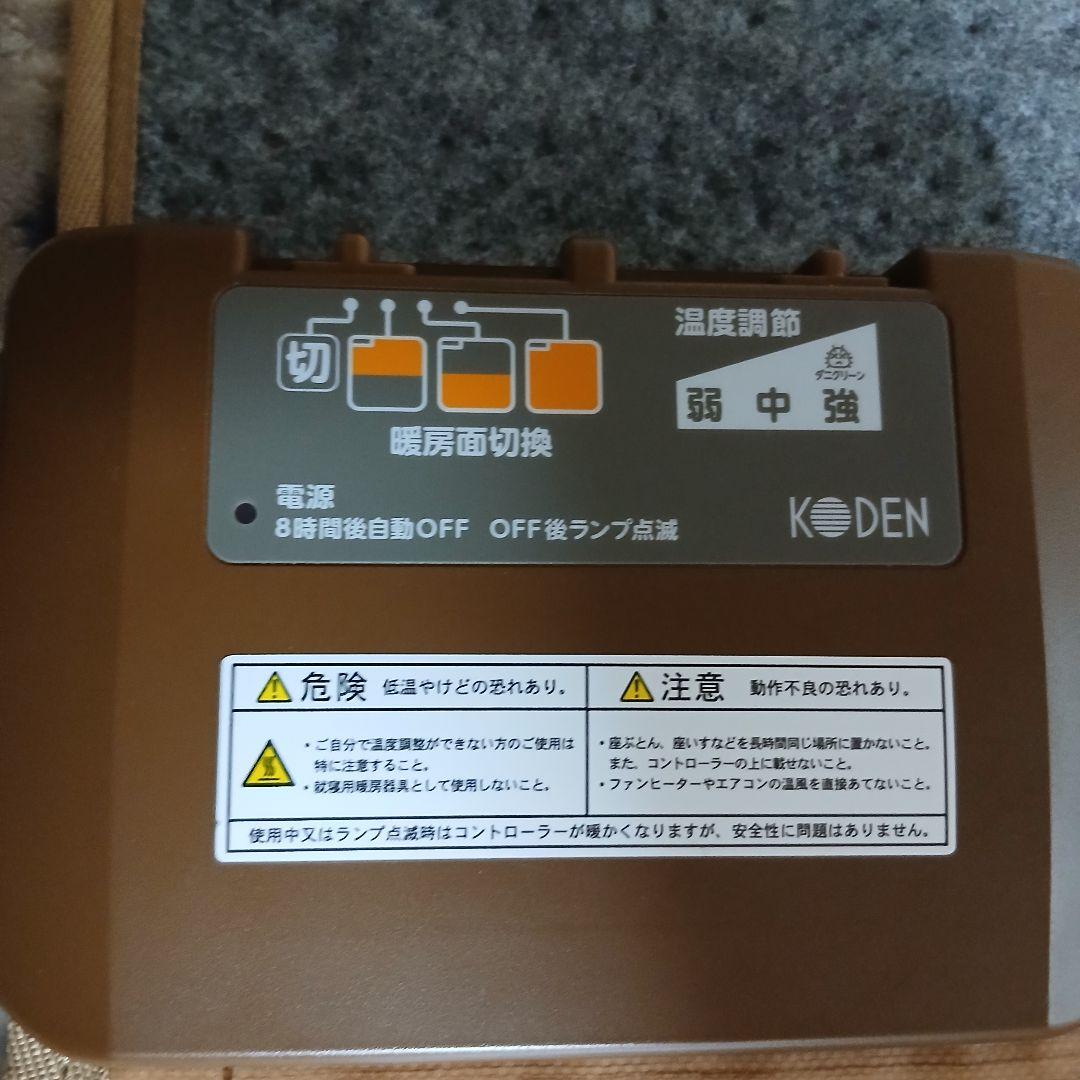 切
暖房面切換
温度調節
ダニクリーン
弱 中 強
電源
8時間後自動OFF OFF後ランプ点滅
KODEN
危険 低温やけどの恐れあり。
・ご自分で温度調整ができない方のご使用は
特に注意すること。
・就寝用暖房器具として使用しないこと。
注意 動作不良の恐れあり。
・座ぶとん、座いすなどを長時間同じ場所に置かないこと。
また、コントローラーの上に載せないこと。
・ファンヒーターやエアコンの温風を直接あてないこと。
使用中又はランプ点滅時はコントローラーが暖かくなりますが、安全性に問題はありません。